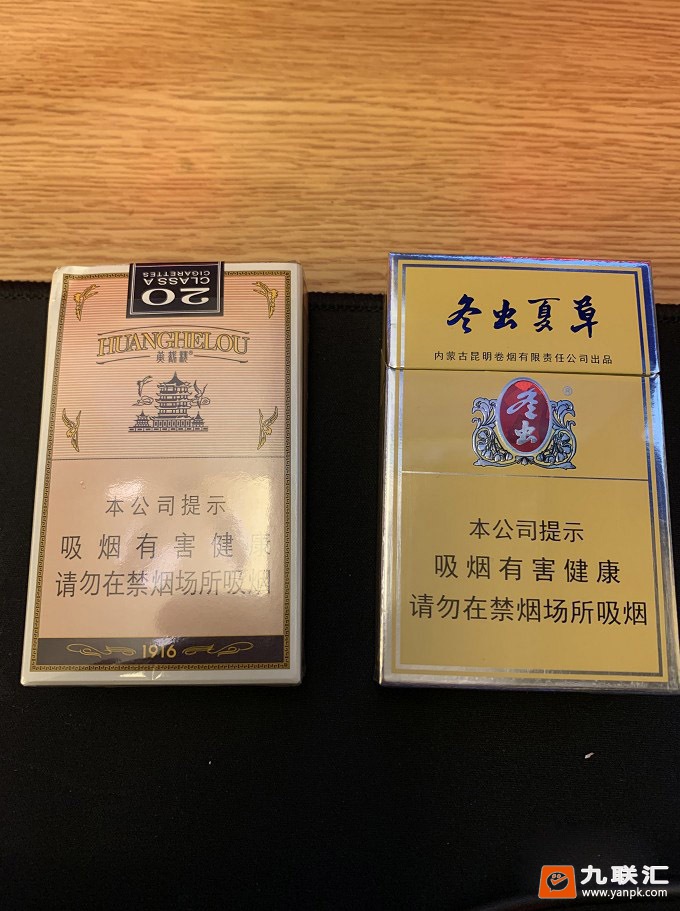 20
CLASS A
CIGARETTES
HUANGHELOU
黄鹤楼®
本公司提示
吸烟有害健康
请勿在禁烟场所吸烟
1916
冬虫夏草
内蒙古昆明卷烟有限责任公司出品
®
冬虫
本公司提示
吸烟有害健康
请勿在禁烟场所吸烟
九联汇
www.yanpk.com